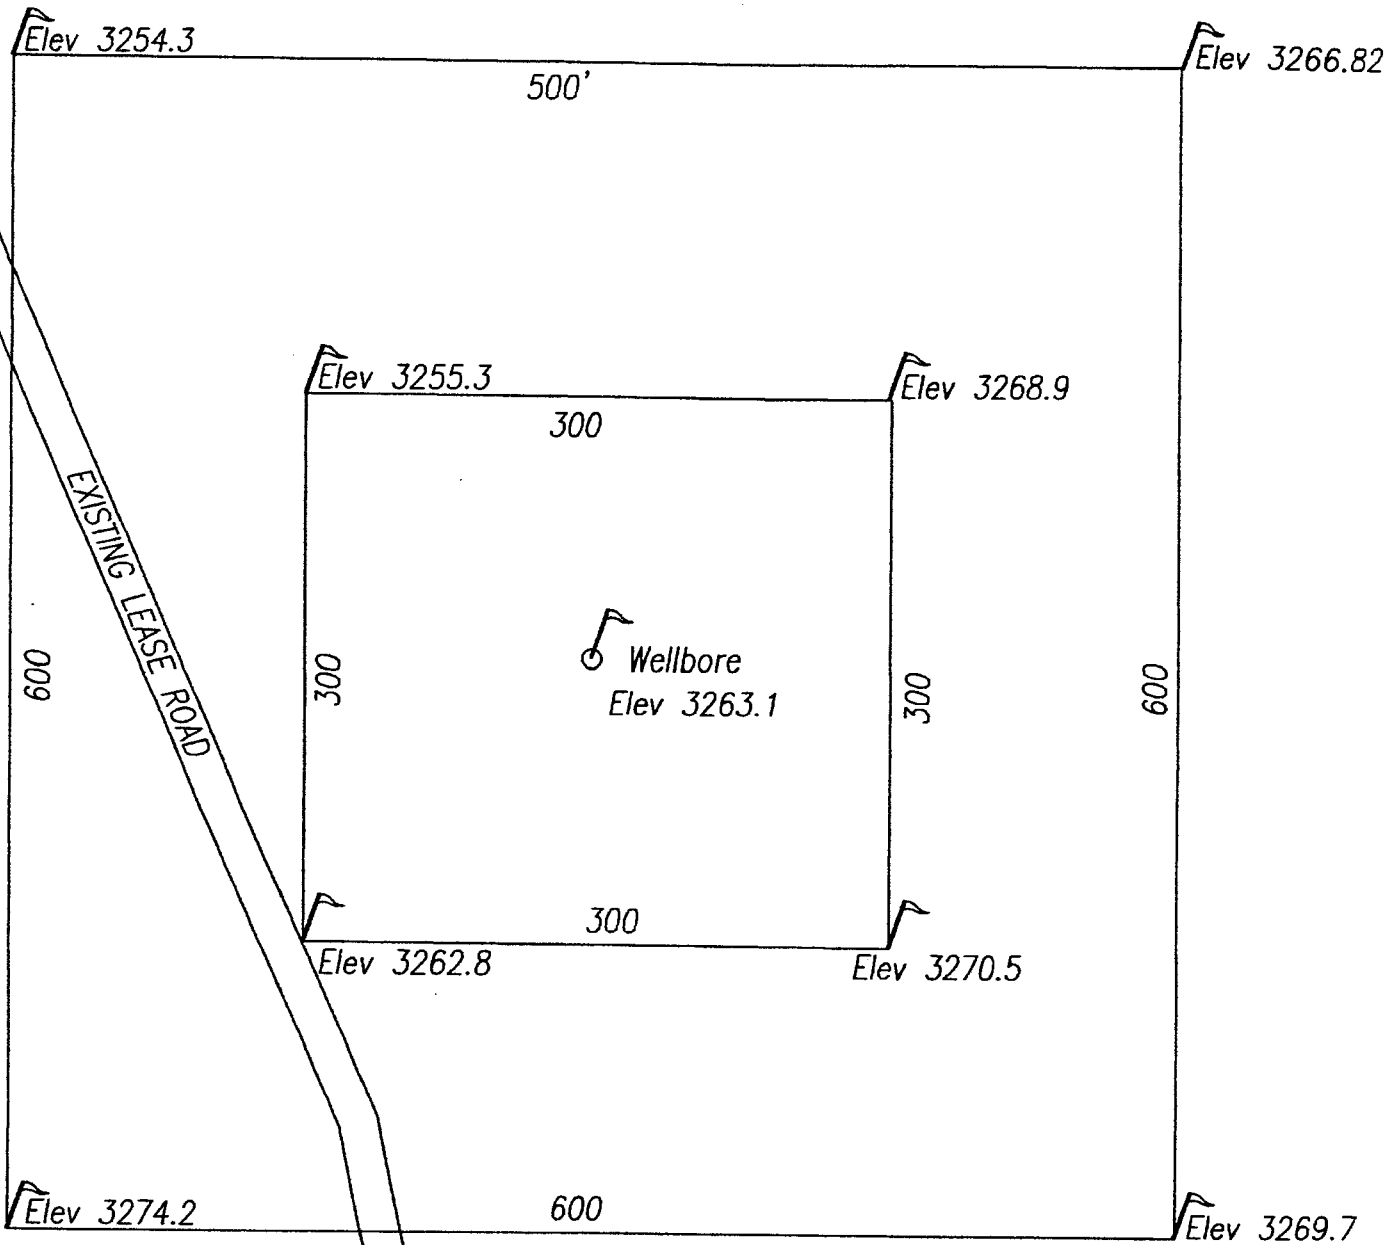 Elev 3254.3
Elev 3266.82
500'
Elev 3255.3
Elev 3268.9
300
EXISTING LEASE ROAD
600
300
Wellbore
Elev 3263.1
300
600
300
Elev 3262.8
Elev 3270.5
Elev 3274.2
600
Elev 3269.7